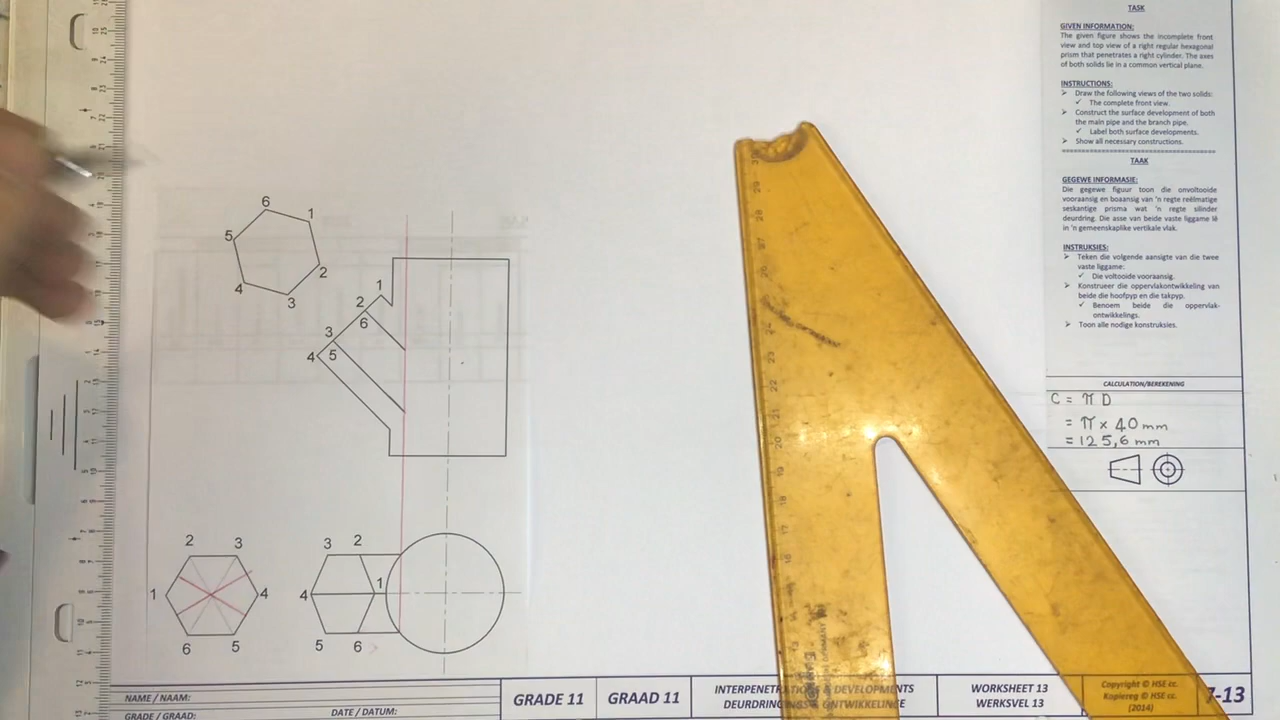 TASK
GIVEN INFORMATION:
The given figure shows the incomplete front
view and top view of a right regular hexagonal
prism that penetrates a right cylinder. The axes
of both solids lie in a common vertical plane.
INSTRUCTIONS:
➢ Draw the following views of the two solids:
✓ The complete front view.
➢ Construct the surface development of both
the main pipe and the branch pipe.
✓ Label both surface developments.
➢ Show all necessary constructions.
TAAK
GEGEWE INFORMASIE:
Die gegewe figuur toon die onvoltooide
vooraansig en boaansig van 'n regte reëlmatige
seskantige prisma wat 'n regte silinder
deurdring. Die asse van beide vaste liggame lê
in 'n gemeenskaplike vertikale vlak.
INSTRUKSIES:
➢ Teken die volgende aansigte van die twee
vaste liggame:
✓ Die voltooide vooraansig.
➢ Konstrueer die oppervlakontwikkeling van
beide die hoofpyp en die takpyp.
✓ Benoem beide die oppervlak-
ontwikkelings.
➢ Toon alle nodige konstruksies.
CALCULATION/BEREKENING
C = π D
= π × 40 mm
= 125,6 mm
6
1
5
2
4
3
1
2
6
3
4
5
2
3
1
4
6
5
3
2
4
1
5
6
NAME / NAAM:
GRADE / GRAAD:
DATE / DATUM:
GRADE 11
GRAAD 11
INTERPENETRATIONS & DEVELOPMENTS
DEURDRINGINGS & ONTWIKKELINGE
WORKSHEET 13
WERKSVEL 13
Copyright © HSE cc.
Kopiereg © HSE cc.
(2014)
7-13